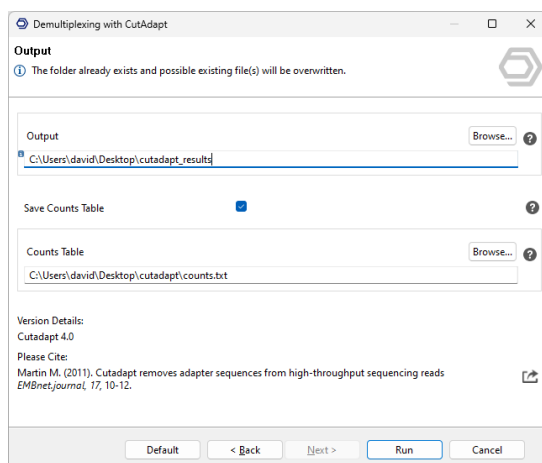 Demultiplexing with CutAdapt
Output
The folder already exists and possible existing file(s) will be overwritten.
Output
Browse...
C:\Users\david\Desktop\cutadapt_results
Save Counts Table
Counts Table
Browse...
C:\Users\david\Desktop\cutadapt\counts.txt
Version Details:
Cutadapt 4.0
Please Cite:
Martin M. (2011). Cutadapt removes adapter sequences from high-throughput sequencing reads
EMBnet.journal, 17, 10-12.
Default
< Back
Next >
Run
Cancel